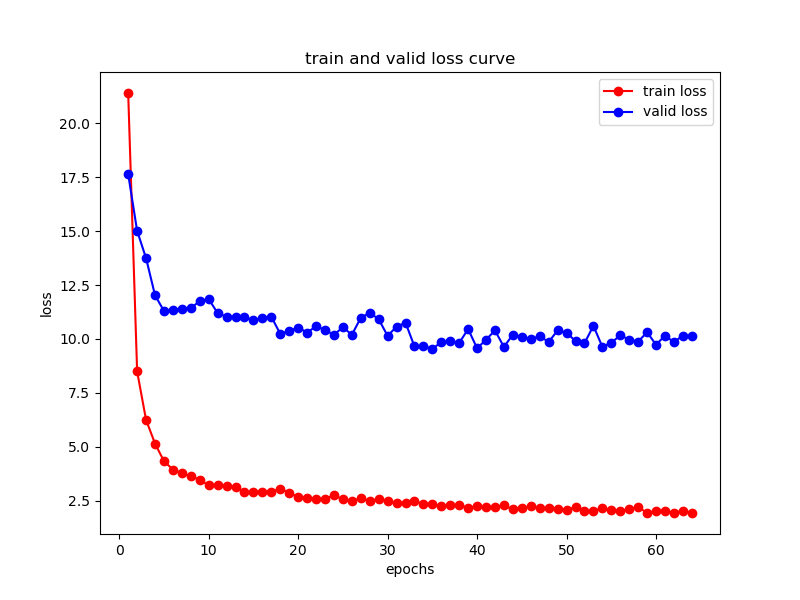 train and valid loss curve
train loss
valid loss
20.0
17.5
15.0
12.5
10.0
7.5
5.0
2.5
loss
0 10 20 30 40 50 60
epochs